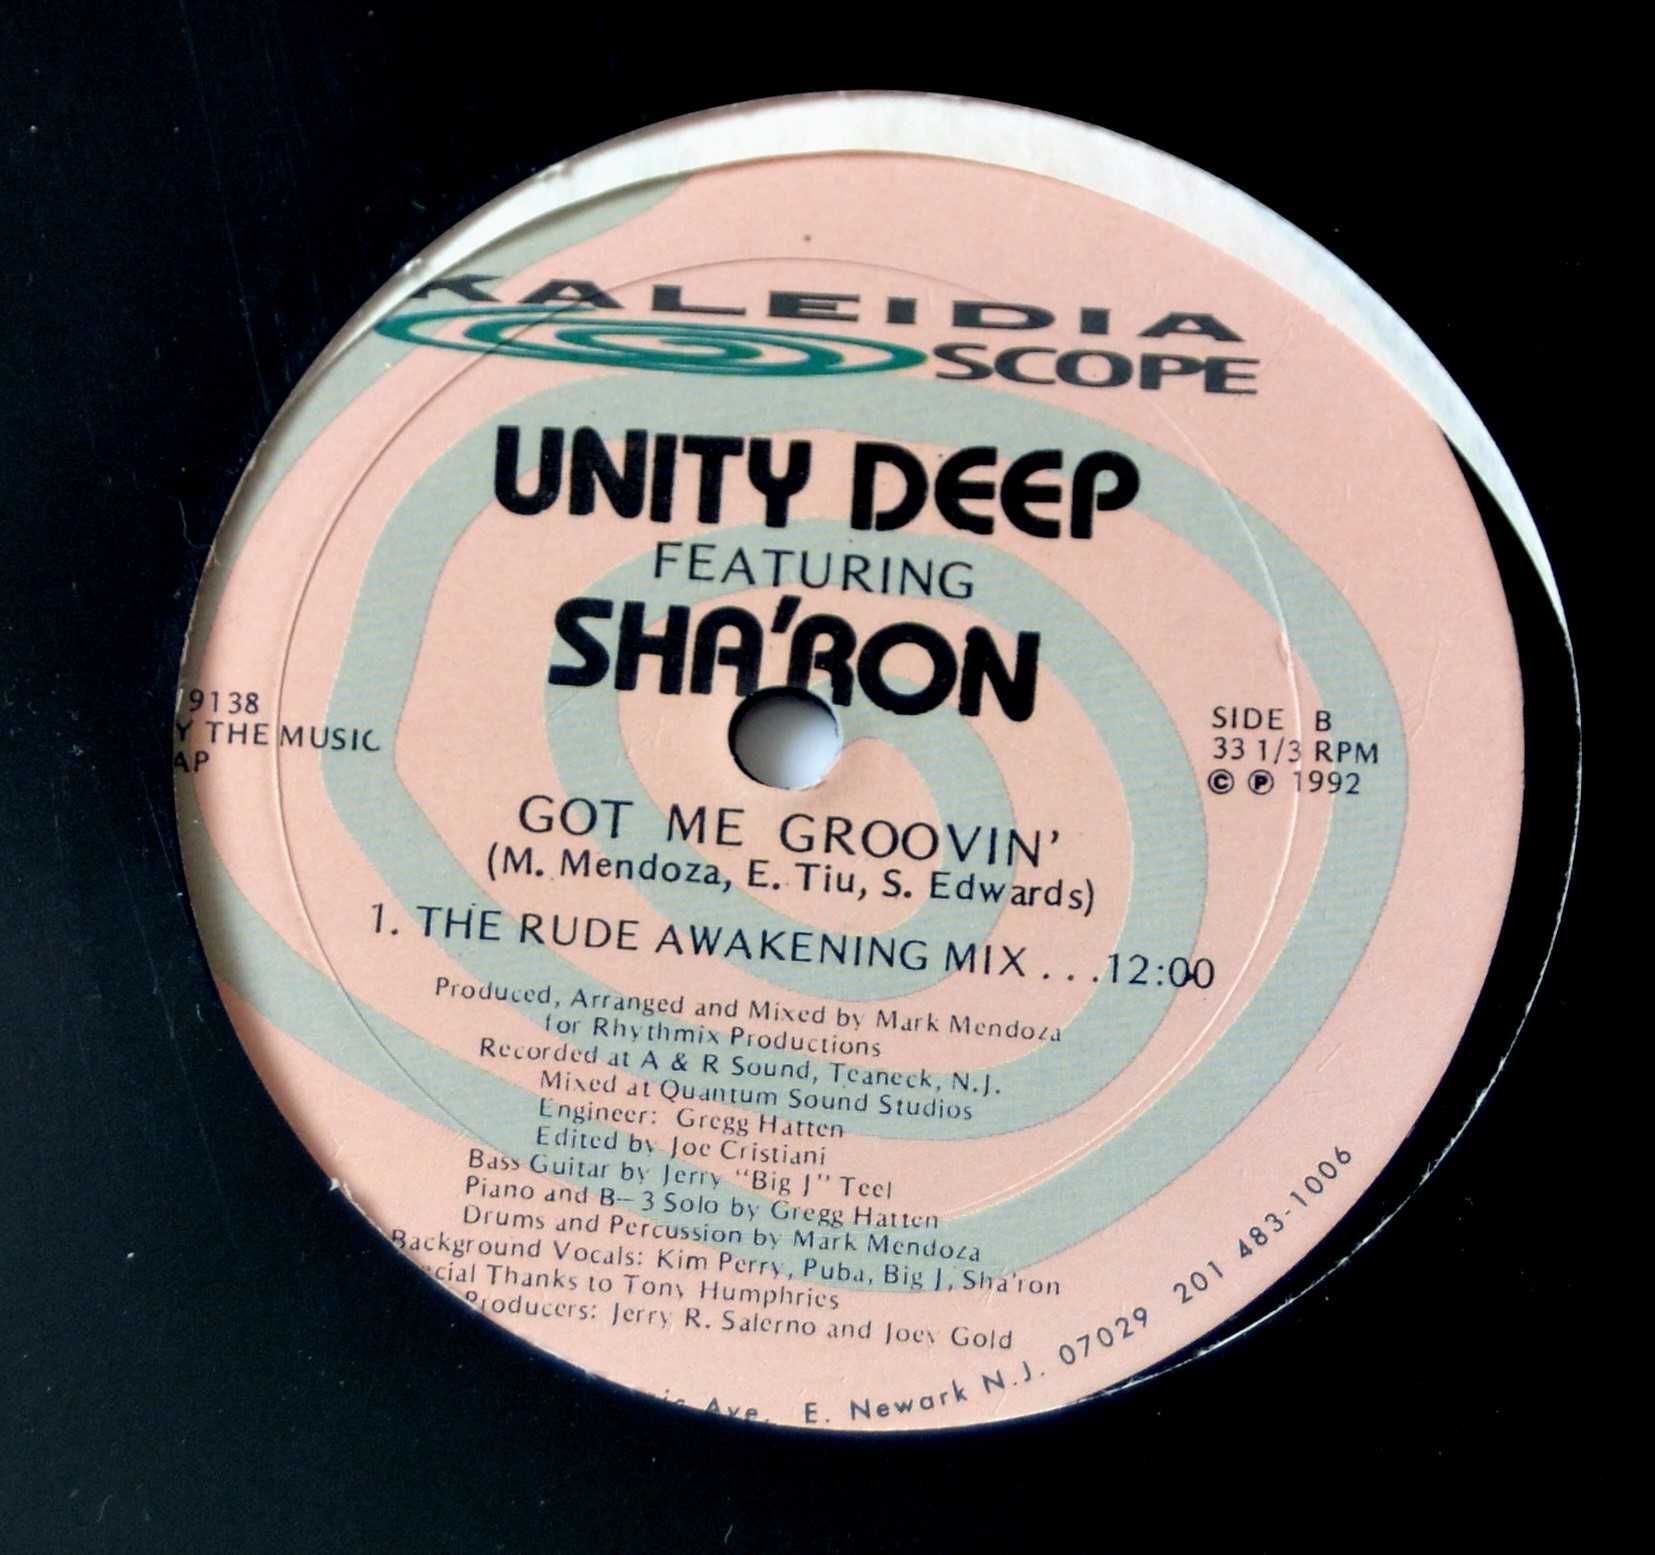 KALEIDIA
SCOPE
UNITY DEEP
FEATURING
SHA'RON
9138
Y THE MUSIC
AP
SIDE B
33 1/3 RPM
© ℗ 1992
GOT ME GROOVIN'
(M. Mendoza, E. Tiu, S. Edwards)
1. THE RUDE AWAKENING MIX . . .12:00
Produced, Arranged and Mixed by Mark Mendoza
for Rhythmix Productions
Recorded at A & R Sound, Teaneck, N.J.
Mixed at Quantum Sound Studios
Engineer: Gregg Hatten
Edited by Joe Cristiani
Bass Guitar by Jerry "Big J" Teel
Piano and B–3 Solo by Gregg Hatten
Drums and Percussion by Mark Mendoza
Background Vocals: Kim Perry, Puba, Big J, Sha'ron
cial Thanks to Tony Humphries
Producers: Jerry R. Salerno and Joey Gold
Ave. E. Newark N.J. 07029 201 483-1006